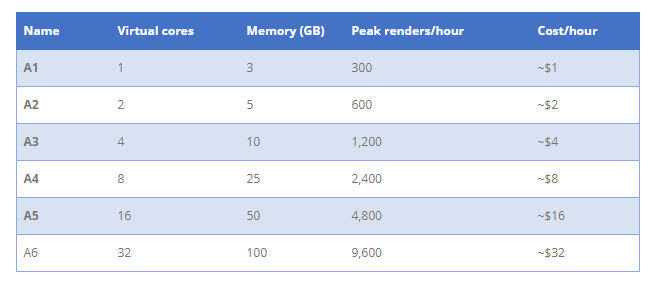 Name Virtual cores Memory (GB) Peak renders/hour Cost/hour
A1 1 3 300 ~$1
A2 2 5 600 ~$2
A3 4 10 1,200 ~$4
A4 8 25 2,400 ~$8
A5 16 50 4,800 ~$16
A6 32 100 9,600 ~$32